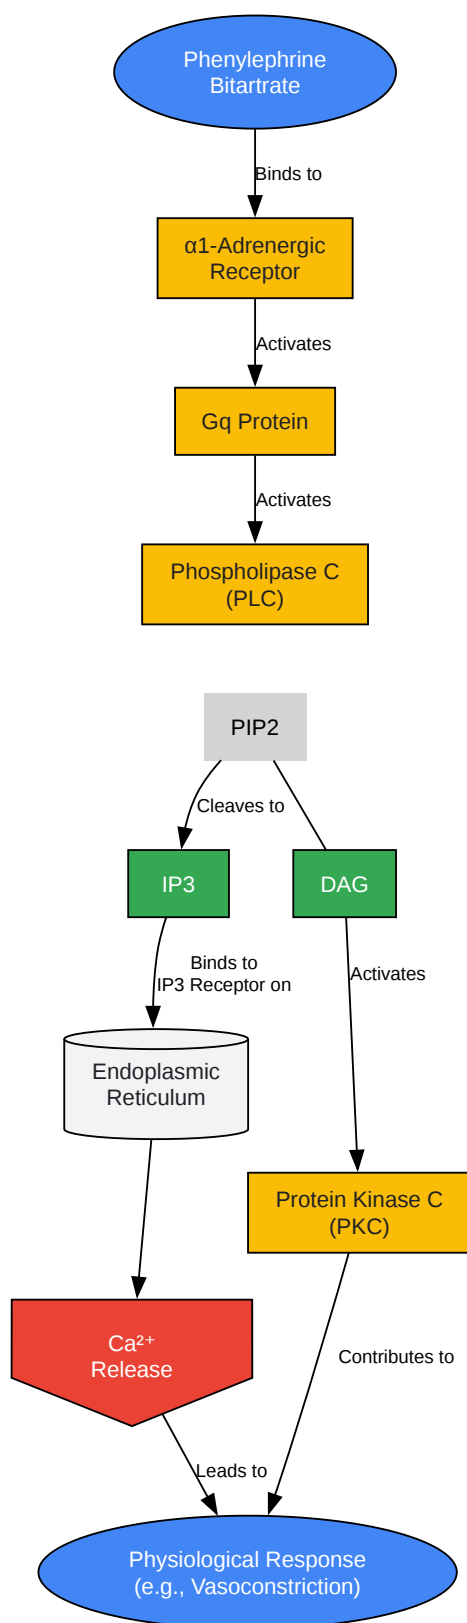 Phenylephrine
Bitartrate
Binds to
α1-Adrenergic
Receptor
Activates
Gq Protein
Activates
Phospholipase C
(PLC)
PIP2
Cleaves to
IP3
DAG
Binds to
IP3 Receptor on
Activates
Endoplasmic
Reticulum
Protein Kinase C
(PKC)
Ca²⁺
Release
Contributes to
Leads to
Physiological Response
(e.g., Vasoconstriction)